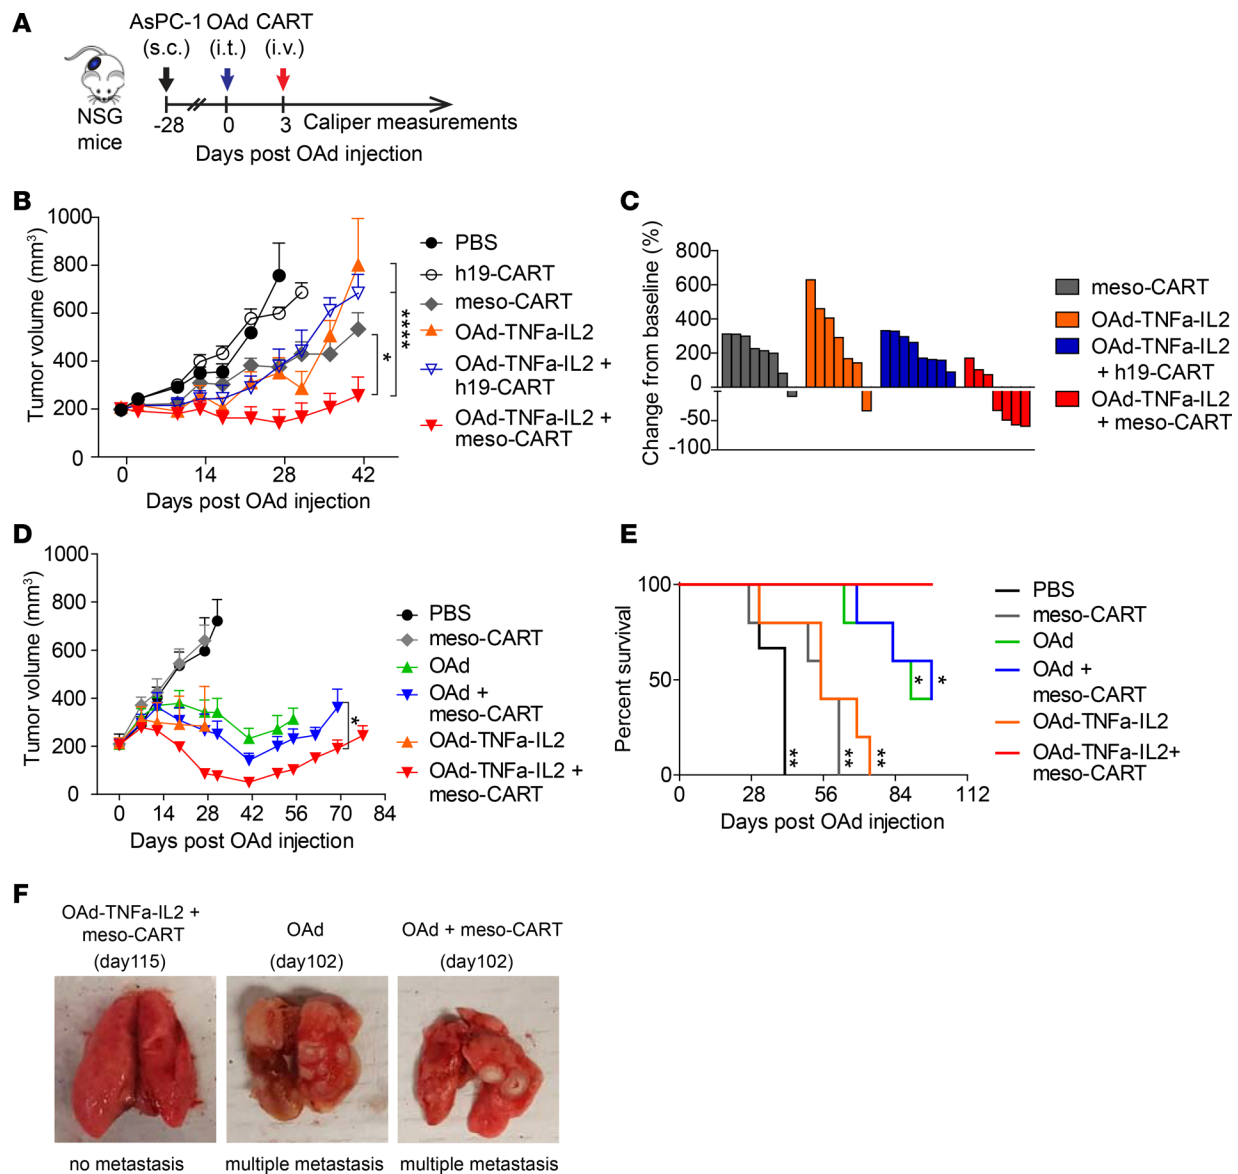 A
AsPC-1 OAd CART
(s.c.) (i.t.) (i.v.)
NSG
mice
-28 0 3 Caliper measurements
Days post OAd injection
B
Tumor volume (mm3)
1000
800
600
400
200
0
0 14 28 42
Days post OAd injection
PBS
h19-CART
meso-CART
OAd-TNFa-IL2
OAd-TNFa-IL2 +
h19-CART
OAd-TNFa-IL2 +
meso-CART
*
****
C
Change from baseline (%)
800
600
400
200
0
-50
-100
meso-CART
OAd-TNFa-IL2
OAd-TNFa-IL2
+ h19-CART
OAd-TNFa-IL2
+ meso-CART
D
Tumor volume (mm3)
1000
800
600
400
200
0
0 14 28 42 56 70 84
Days post OAd injection
*
PBS
meso-CART
OAd
OAd +
meso-CART
OAd-TNFa-IL2
OAd-TNFa-IL2 +
meso-CART
E
Percent survival
100
50
0
0 28 56 84 112
Days post OAd injection
** ** ** * *
PBS
meso-CART
OAd
OAd +
meso-CART
OAd-TNFa-IL2
OAd-TNFa-IL2+
meso-CART
F
OAd-TNFa-IL2 +
meso-CART
(day115)
OAd
(day102)
OAd + meso-CART
(day102)
no metastasis
multiple metastasis
multiple metastasis